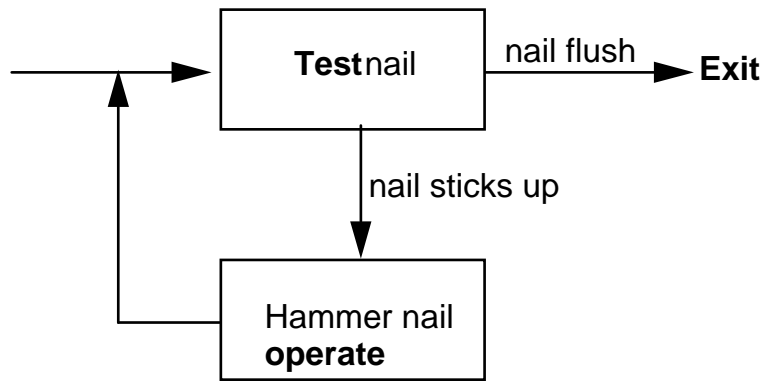 Test nail
nail flush
Exit
nail sticks up
Hammer nail
operate